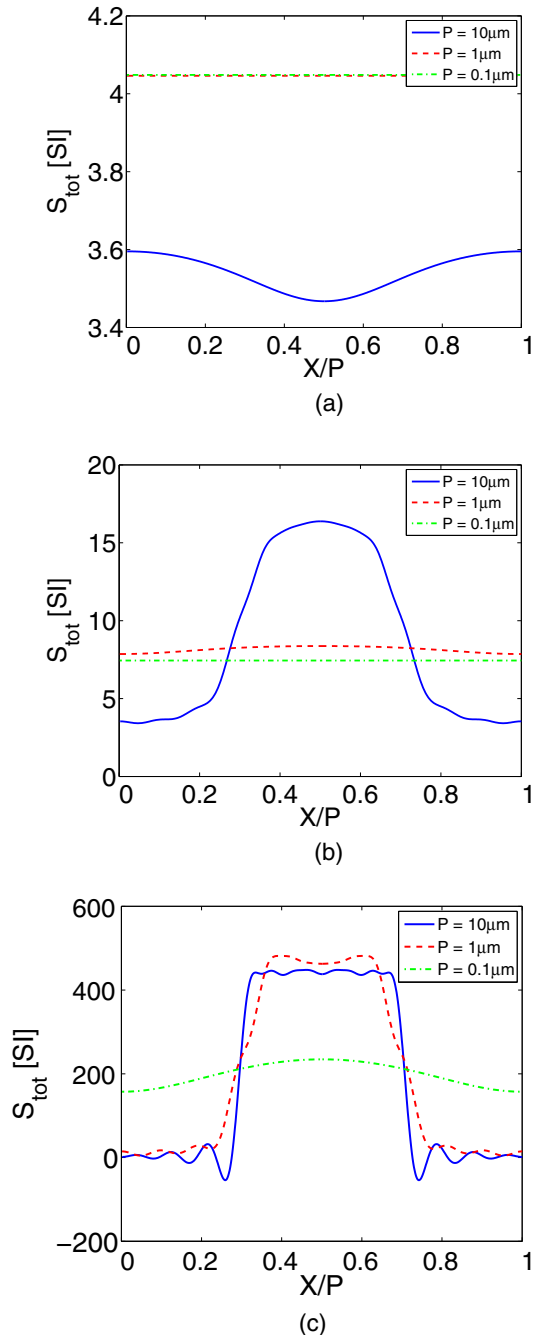 4.2
4
3.8
3.6
3.4
S_tot [SI]
P = 10μm
P = 1μm
P = 0.1μm
0 0.2 0.4 0.6 0.8 1
X/P
(a)
20
15
10
5
0
S_tot [SI]
P = 10μm
P = 1μm
P = 0.1μm
0 0.2 0.4 0.6 0.8 1
X/P
(b)
600
400
200
0
−200
S_tot [SI]
P = 10μm
P = 1μm
P = 0.1μm
0 0.2 0.4 0.6 0.8 1
X/P
(c)